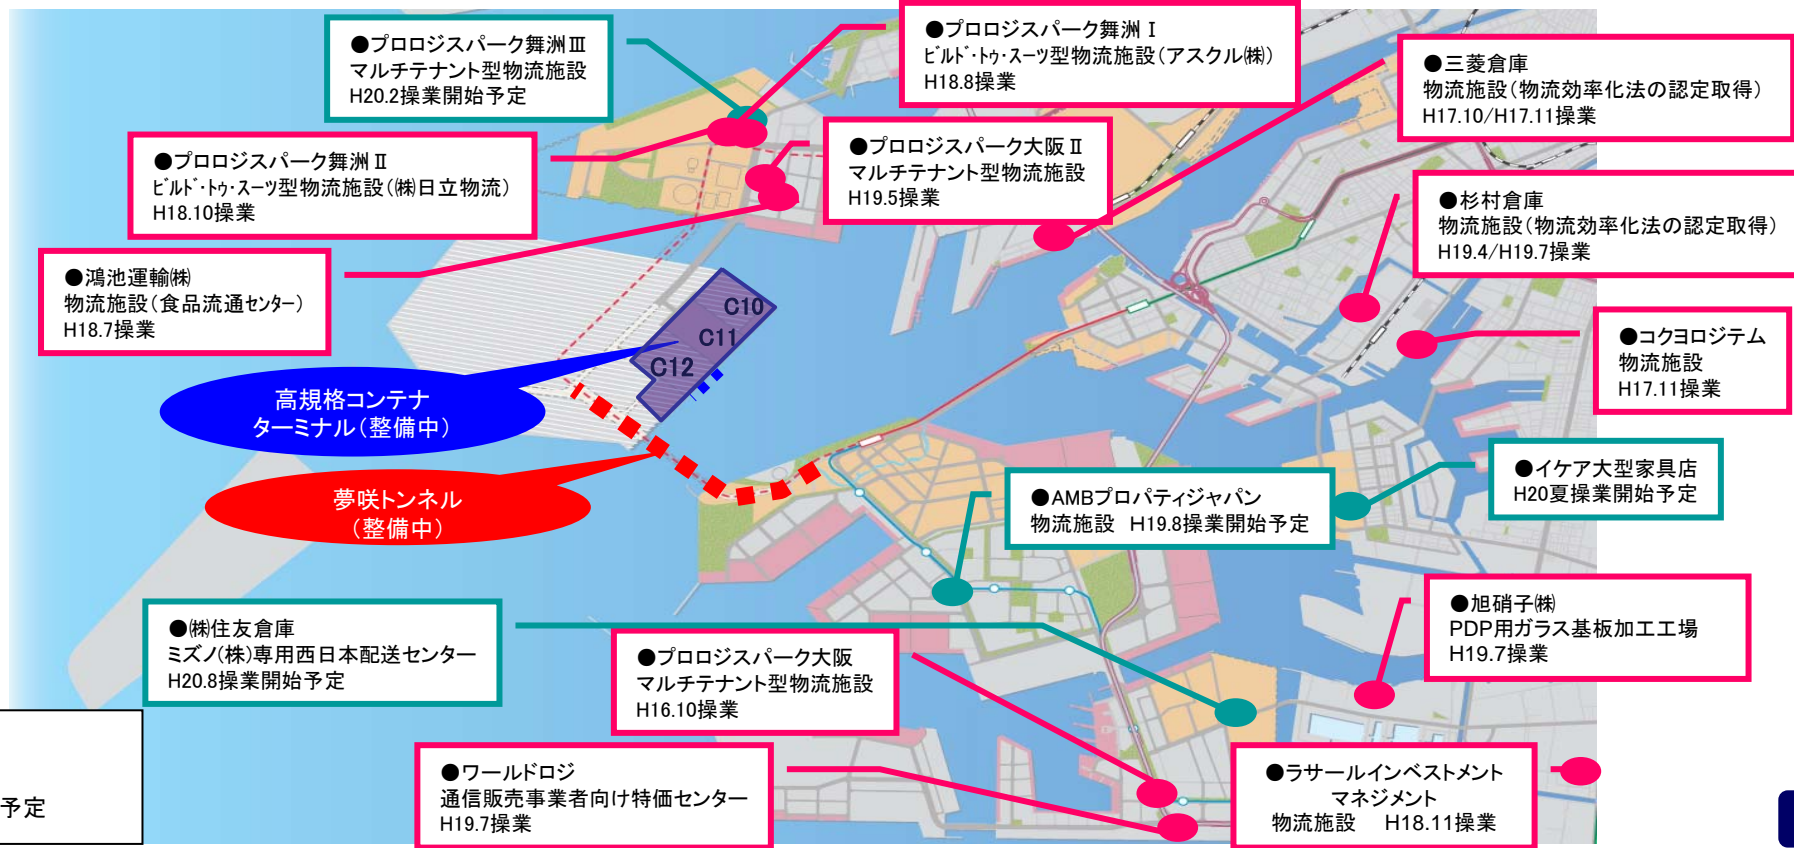 ●プロロジスパーク舞洲Ⅲ
マルチテナント型物流施設
H20.2操業開始予定
●プロロジスパーク舞洲Ⅰ
ﾋﾞﾙﾄﾞ・ﾄｩ・ｽｰﾂ型物流施設（アスクル㈱）
H18.8操業
●三菱倉庫
物流施設（物流効率化法の認定取得）
H17.10/H17.11操業
●プロロジスパーク舞洲Ⅱ
ﾋﾞﾙﾄﾞ・ﾄｩ・ｽｰﾂ型物流施設（㈱日立物流）
H18.10操業
●プロロジスパーク大阪Ⅱ
マルチテナント型物流施設
H19.5操業
●杉村倉庫
物流施設（物流効率化法の認定取得）
H19.4/H19.7操業
●鴻池運輸㈱
物流施設（食品流通センター）
H18.7操業
C10
C11
C12
●コクヨロジテム
物流施設
H17.11操業
高規格コンテナ
ターミナル（整備中）
夢咲トンネル
（整備中）
●AMBプロパティジャパン
物流施設　H19.8操業開始予定
●イケア大型家具店
H20夏操業開始予定
●㈱住友倉庫
ミズノ（株）専用西日本配送センター
H20.8操業開始予定
●プロロジスパーク大阪
マルチテナント型物流施設
H16.10操業
●旭硝子㈱
PDP用ガラス基板加工工場
H19.7操業
●ワールドロジ
通信販売事業者向け特価センター
H19.7操業
●ラサールインベストメント
マネジメント
物流施設　H18.11操業
予定